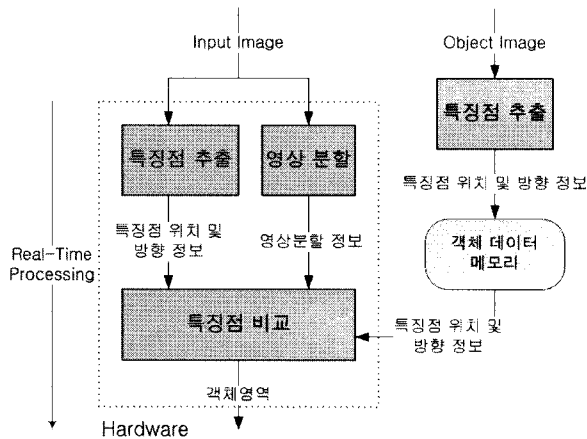 Input Image
Object Image
특징점 추출
영상 분할
특징점 추출
특징점 위치 및
방향 정보
영상분할 정보
특징점 위치 및 방향 정보
객체 데이터
메모리
Real-Time
Processing
특징점 비교
특징점 위치 및
방향 정보
객체영역
Hardware